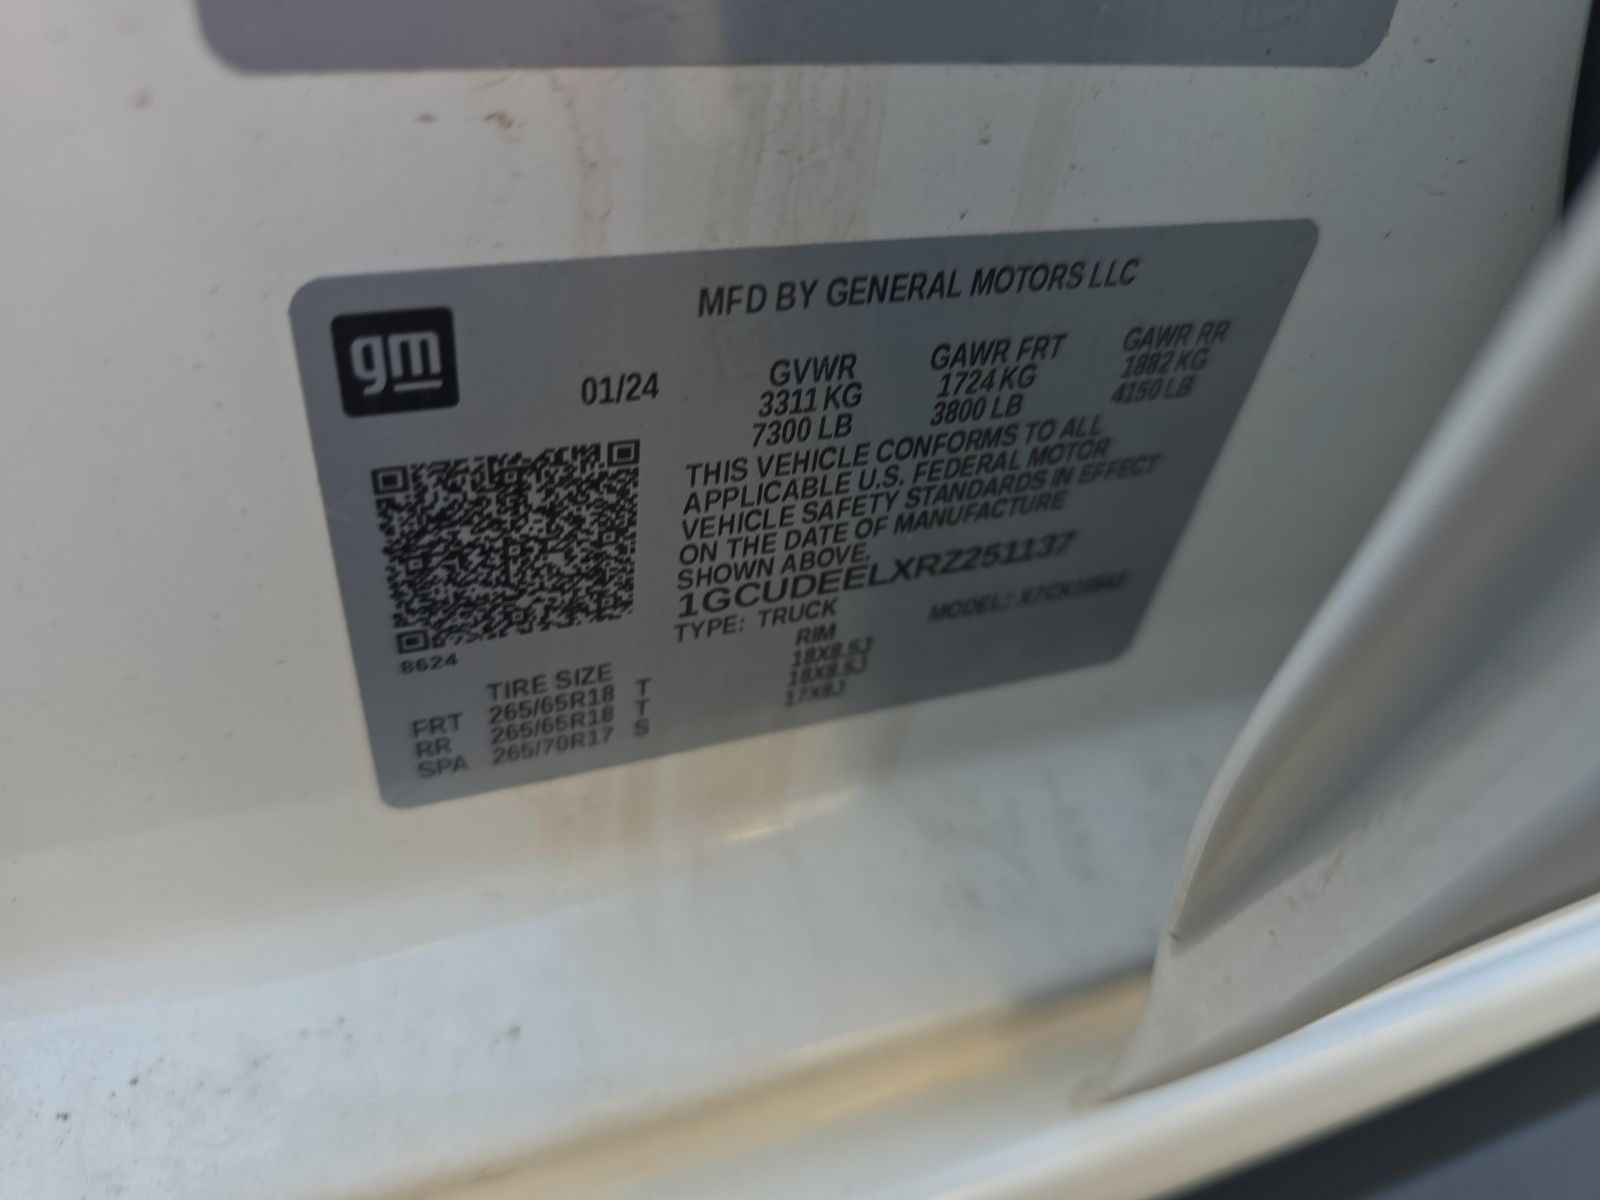 gm
MFD BY GENERAL MOTORS LLC
01/24
GVWR GAWR FRT GAWR RR
3311 KG 1724 KG 1882 KG
7300 LB 3800 LB 4150 LB
THIS VEHICLE CONFORMS TO ALL
APPLICABLE U.S. FEDERAL MOTOR
VEHICLE SAFETY STANDARDS IN EFFECT
ON THE DATE OF MANUFACTURE
SHOWN ABOVE.
1GCUDEELXRZ251137
TYPE: TRUCK MODEL:
8624
TIRE SIZE RIM
FRT 265/65R18 T 18X8.5J
RR 265/65R18 T 18X8.5J
SPA 265/70R17 S 17X8J